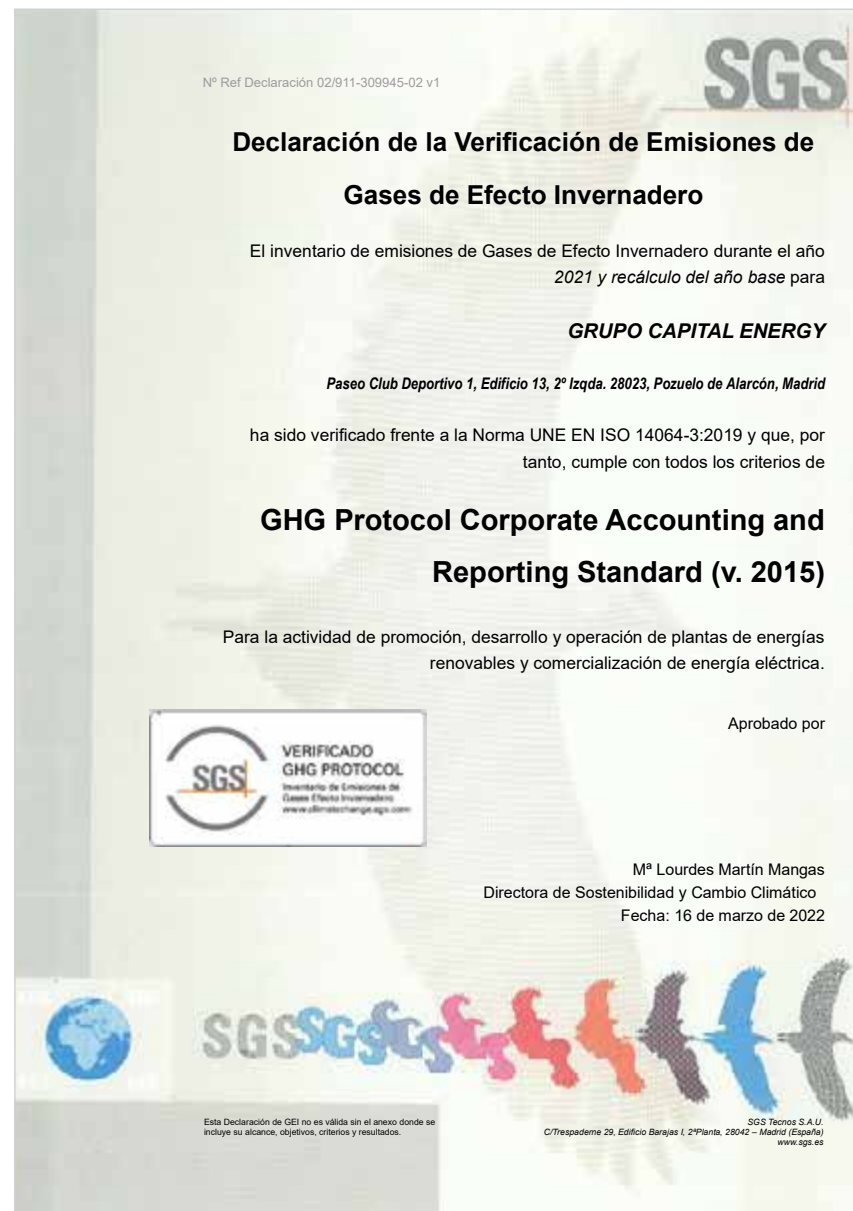 SGS
Nº Ref Declaración 02/911-309945-02 v1
Declaración de la Verificación de Emisiones de
Gases de Efecto Invernadero
El inventario de emisiones de Gases de Efecto Invernadero durante el año
2021 y recálculo del año base para
GRUPO CAPITAL ENERGY
Paseo Club Deportivo 1, Edificio 13, 2º Izqda. 28023, Pozuelo de Alarcón, Madrid
ha sido verificado frente a la Norma UNE EN ISO 14064-3:2019 y que, por
tanto, cumple con todos los criterios de
GHG Protocol Corporate Accounting and
Reporting Standard (v. 2015)
Para la actividad de promoción, desarrollo y operación de plantas de energías
renovables y comercialización de energía eléctrica.
Aprobado por
SGS
VERIFICADO
GHG PROTOCOL
Inventario de Emisiones de
Gases Efecto Invernadero
www.climatechange.sgs.com
Mª Lourdes Martín Mangas
Directora de Sostenibilidad y Cambio Climático
Fecha: 16 de marzo de 2022
SGS SGS SGS
Esta Declaración de GEI no es válida sin el anexo donde se
incluye su alcance, objetivos, criterios y resultados.
SGS Tecnos S.A.U.
C/Trespaderne 29, Edificio Barajas I, 2ªPlanta, 28042 – Madrid (España)
www.sgs.es